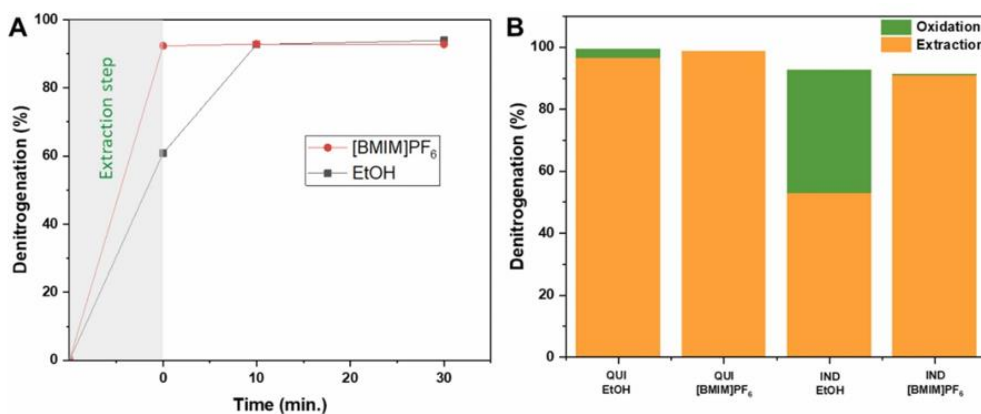 A
Denitrogenation (%)
100
80
60
40
20
0
Extraction step
[BMIM]PF₆
EtOH
0
10
20
30
Time (min.)
B
Denitrogenation (%)
100
80
60
40
20
0
Oxidation
Extraction
QUI
EtOH
QUI
[BMIM]PF₆
IND
EtOH
IND
[BMIM]PF₆